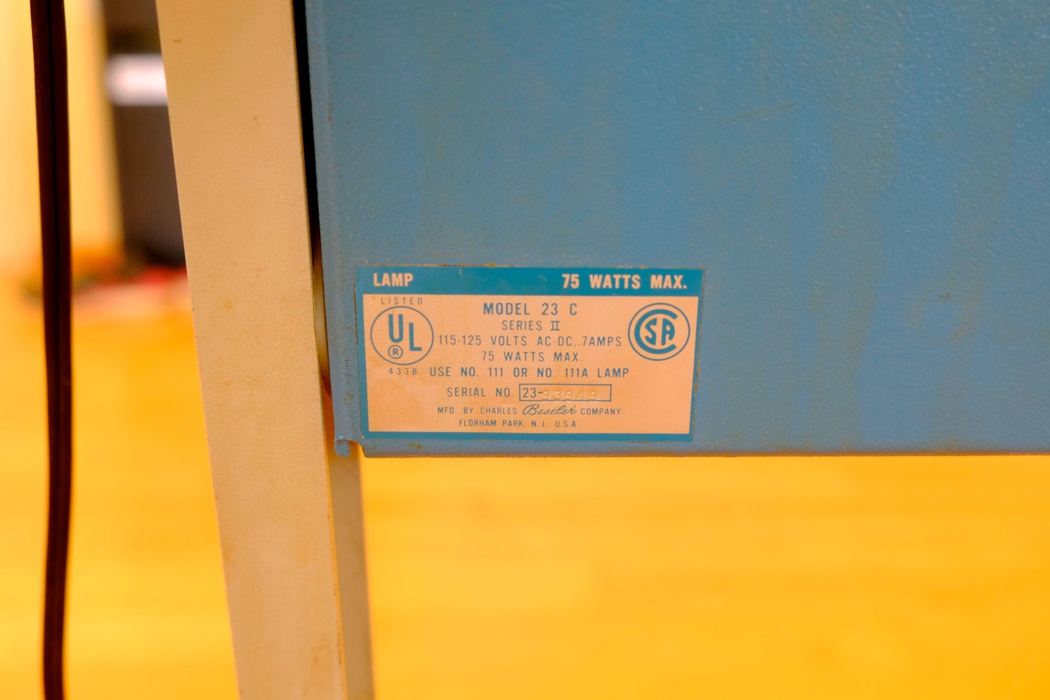 LAMP 75 WATTS MAX.
LISTED
UL
®
4338
MODEL 23 C
SERIES II
115-125 VOLTS AC-DC .7AMPS
75 WATTS MAX.
USE NO. 111 OR NO. 111A LAMP
SERIAL NO. 23-
MFD. BY CHARLES Beseler COMPANY
FLORHAM PARK, N.J., U.S.A
SA